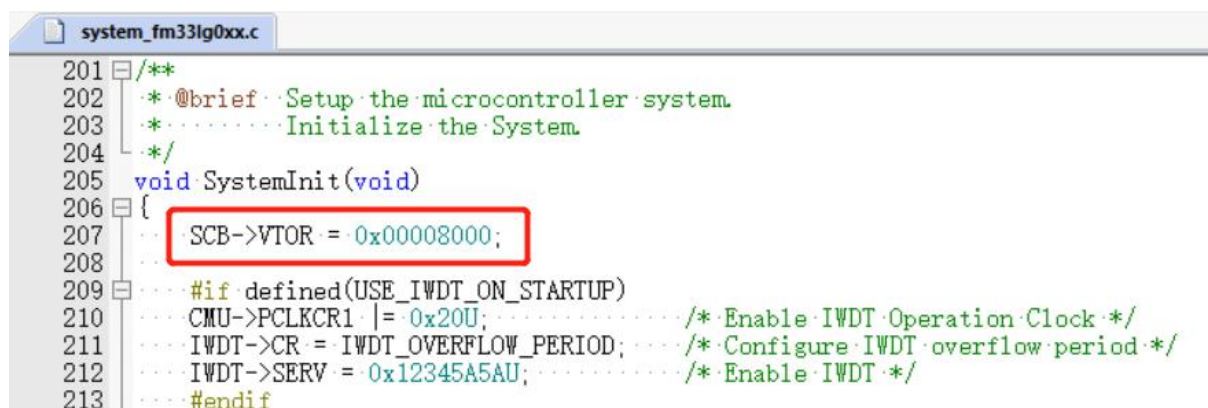 system_fm33lg0xx.c
201 /**
202 * @brief Setup the microcontroller system.
203 * Initialize the System.
204 */
205 void SystemInit(void)
206 {
207 SCB->VTOR = 0x00008000;
208
209 #if defined(USE_IWDT_ON_STARTUP)
210 CMU->PCLKCR1 |= 0x20U; /* Enable IWDT Operation Clock */
211 IWDT->CR = IWDT_OVERFLOW_PERIOD; /* Configure IWDT overflow period */
212 IWDT->SERV = 0x12345A5AU; /* Enable IWDT */
213 #endif